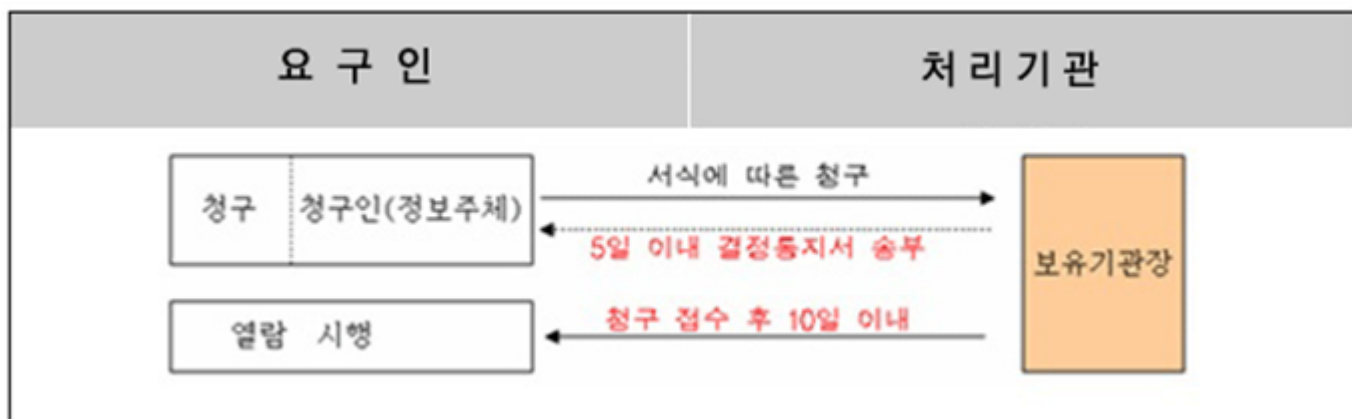 요 구 인
처 리 기 관
청구
청구인(정보주체)
서식에 따른 청구
5일 이내 결정통지서 송부
보유기관장
열람 시행
청구 접수 후 10일 이내